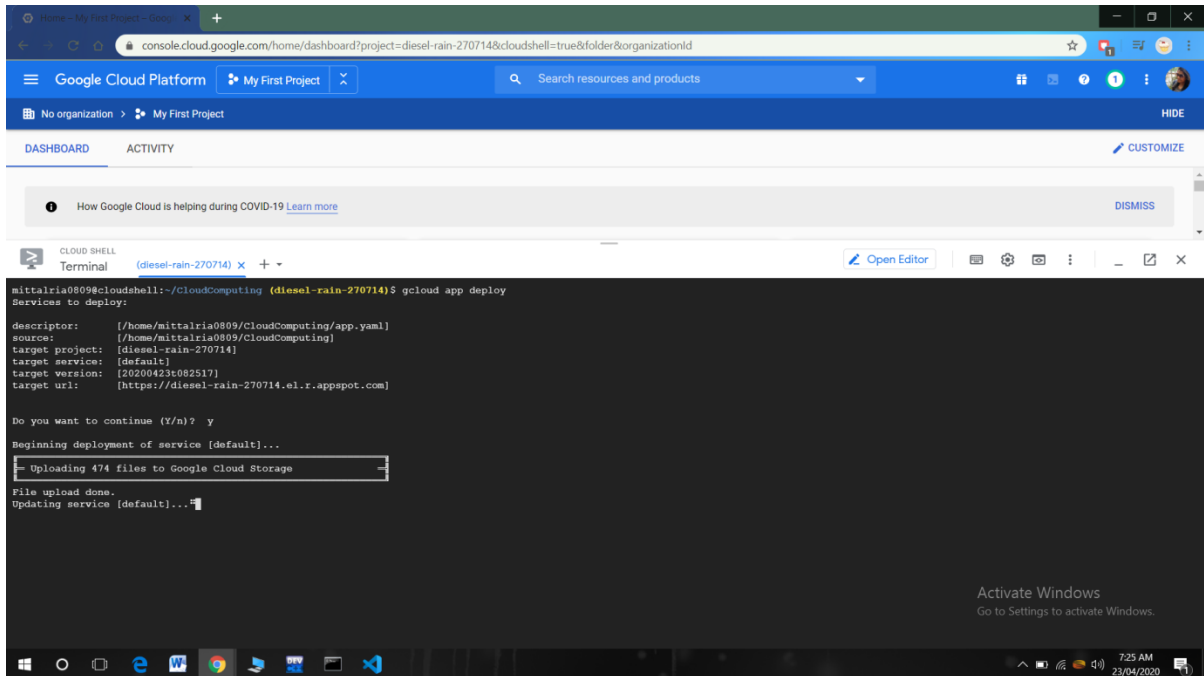 Home – My First Project – Googl
console.cloud.google.com/home/dashboard?project=diesel-rain-270714&cloudshell=true&folder&organizationId
1
Google Cloud Platform
My First Project
Search resources and products
1
No organization > My First Project
HIDE
DASHBOARD
ACTIVITY
CUSTOMIZE
How Google Cloud is helping during COVID-19 Learn more
DISMISS
CLOUD SHELL
Terminal
(diesel-rain-270714)
Open Editor
mittalria0809@cloudshell:~/CloudComputing (diesel-rain-270714)$ gcloud app deploy
Services to deploy:
descriptor: [/home/mittalria0809/CloudComputing/app.yaml]
source: [/home/mittalria0809/CloudComputing]
target project: [diesel-rain-270714]
target service: [default]
target version: [20200423t082517]
target url: [https://diesel-rain-270714.el.r.appspot.com]
Do you want to continue (Y/n)? y
Beginning deployment of service [default]...
Uploading 474 files to Google Cloud Storage
File upload done.
Updating service [default]...
Activate Windows
Go to Settings to activate Windows.
DEV
7:25 AM
23/04/2020
1